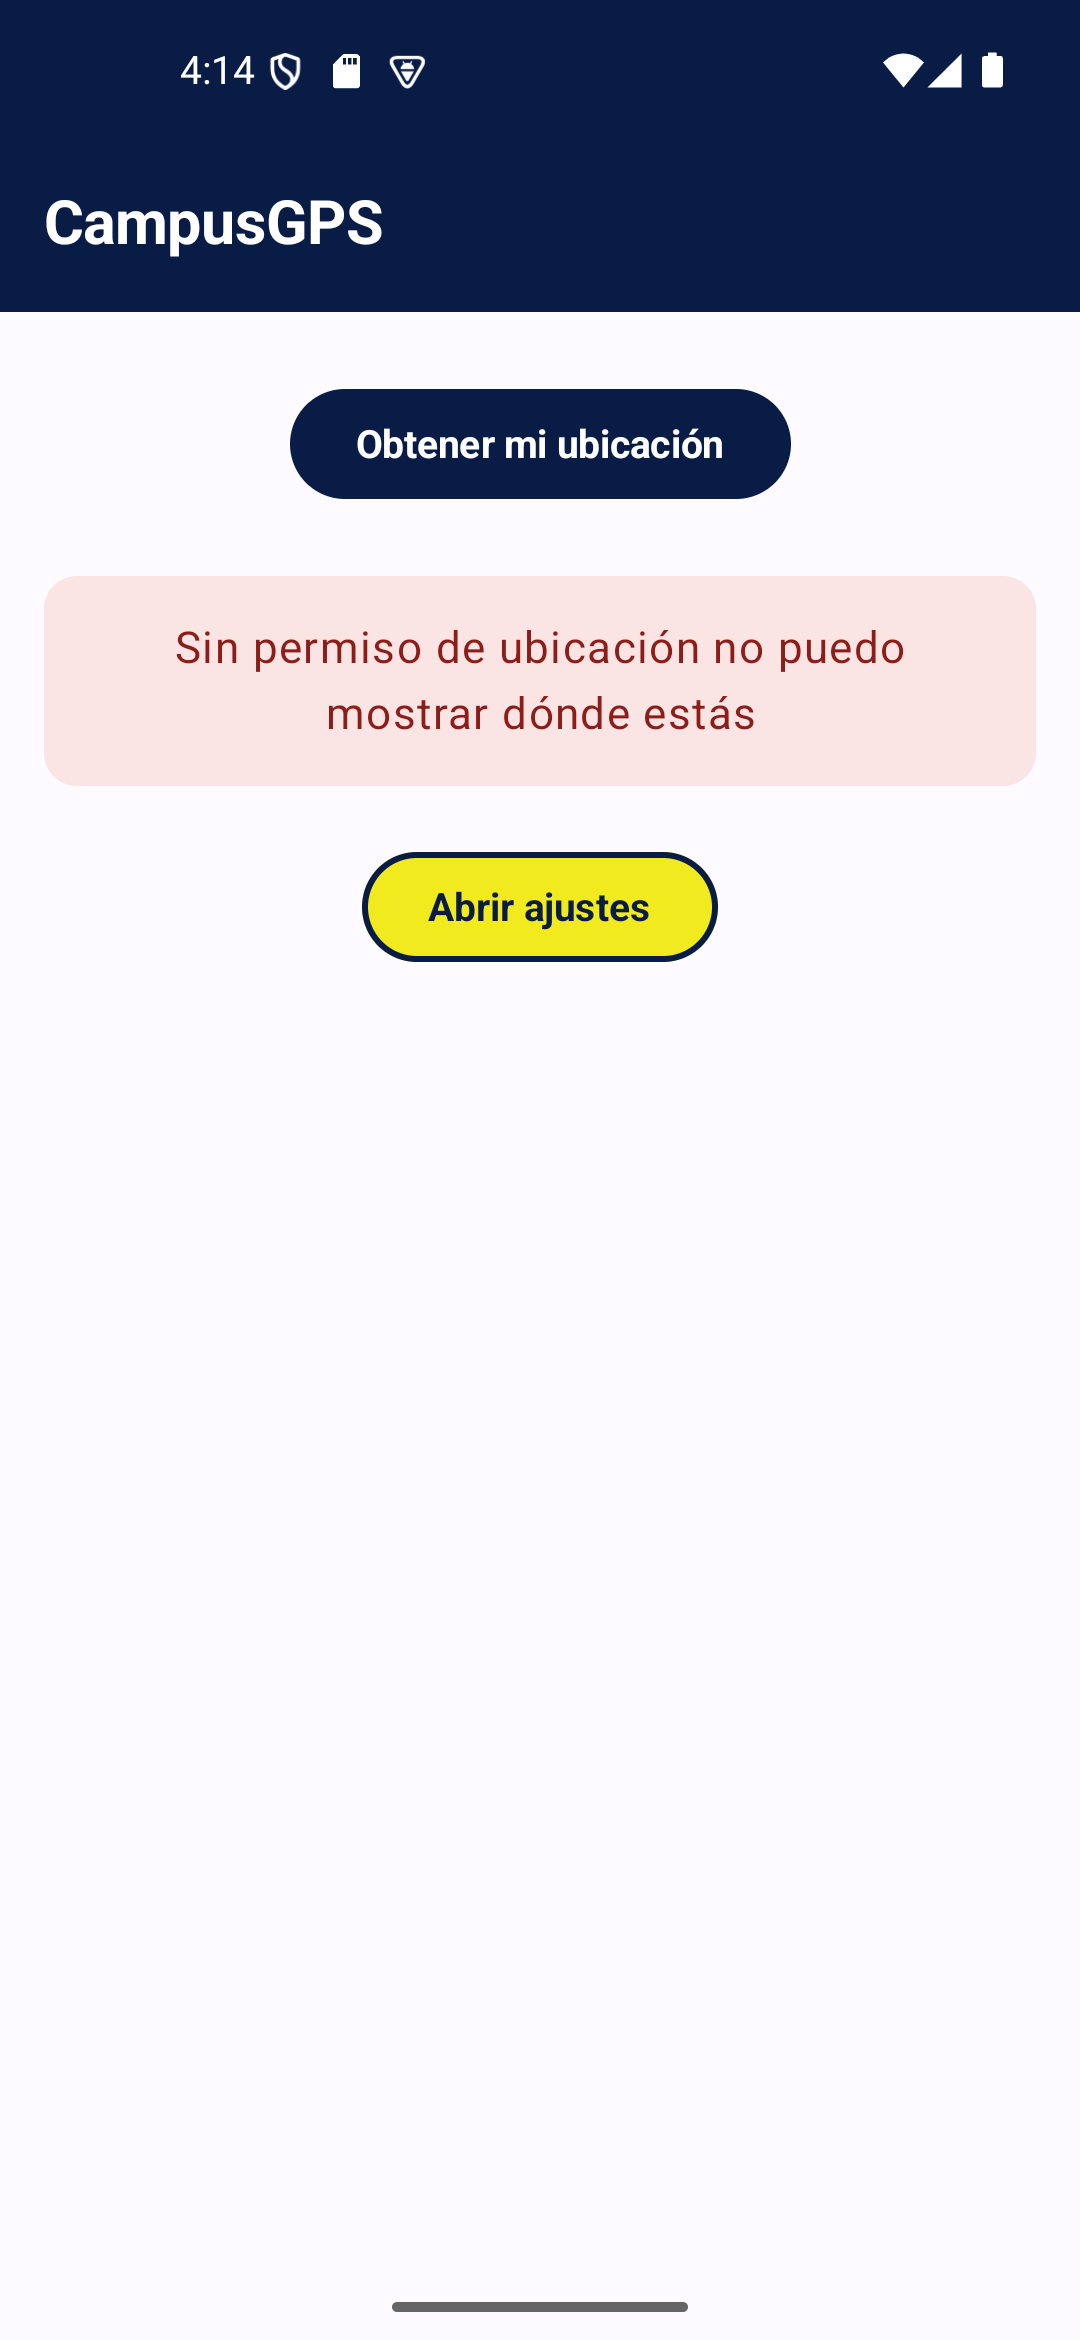 4:14
CampusGPS
Obtener mi ubicación
Sin permiso de ubicación no puedo
mostrar dónde estás
Abrir ajustes